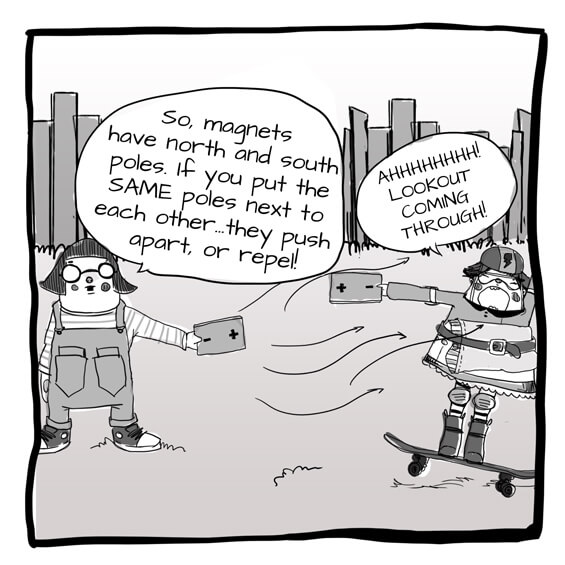 So, magnets
have north and south
poles. If you put the
SAME poles next to
each other...they push
apart, or repel!
AHHHHHHHH!
LOOKOUT
COMING
THROUGH!
- +
+ -